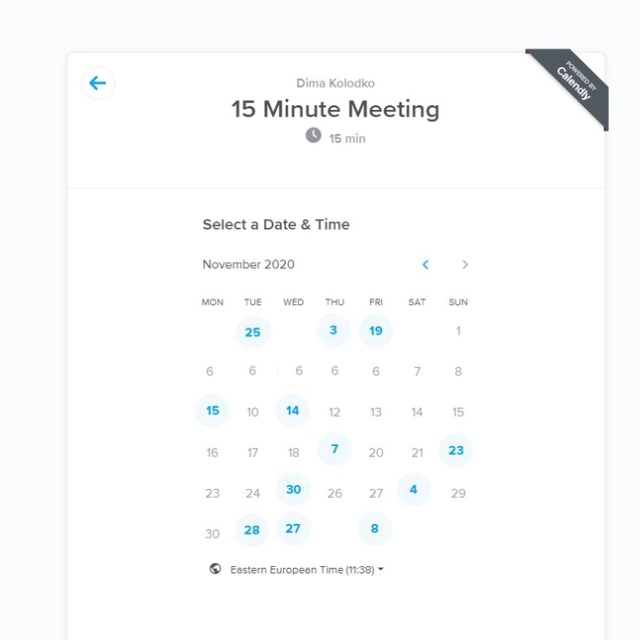 POWERED BY
Calendly
Dima Kolodko
15 Minute Meeting
15 min
Select a Date & Time
November 2020
MON TUE WED THU FRI SAT SUN
25 3 19 1
6 6 6 6 6 7 8
15 10 14 12 13 14 15
16 17 18 7 20 21 23
23 24 30 26 27 4 29
30 28 27 8
Eastern European Time (11:38)